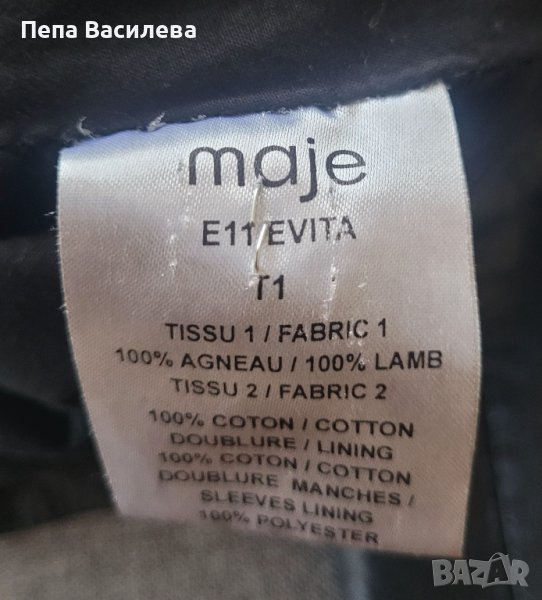 Пепа Василева
maje
E11 EVITA
T1
TISSU 1 / FABRIC 1
100% AGNEAU / 100% LAMB
TISSU 2 / FABRIC 2
100% COTON / COTTON
DOUBLURE / LINING
100% COTON / COTTON
DOUBLURE MANCHES /
SLEEVES LINING
100% POLYESTER
BAZAR